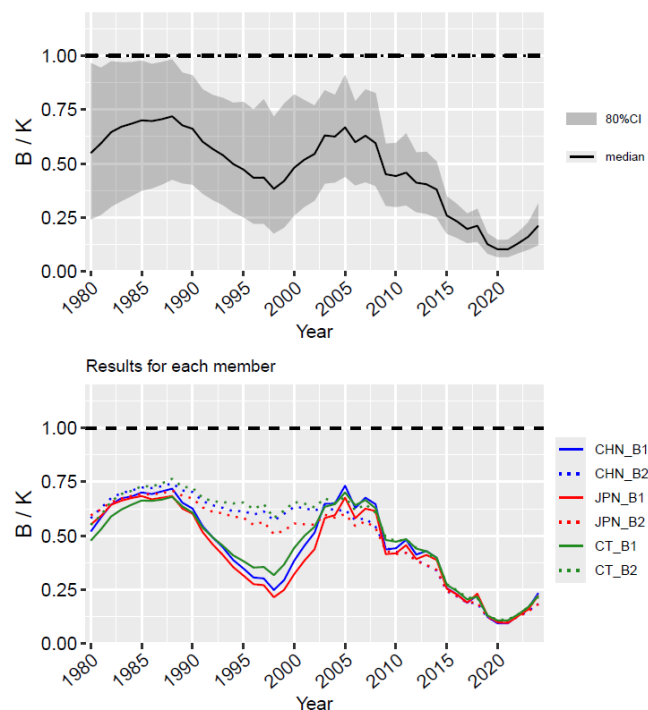 1.00
0.75
0.50
0.25
0.00
B / K
1980
1985
1990
1995
2000
2005
2010
2015
2020
Year
80%CI
median
Results for each member
1.00
0.75
0.50
0.25
0.00
B / K
1980
1985
1990
1995
2000
2005
2010
2015
2020
Year
CHN_B1
CHN_B2
JPN_B1
JPN_B2
CT_B1
CT_B2